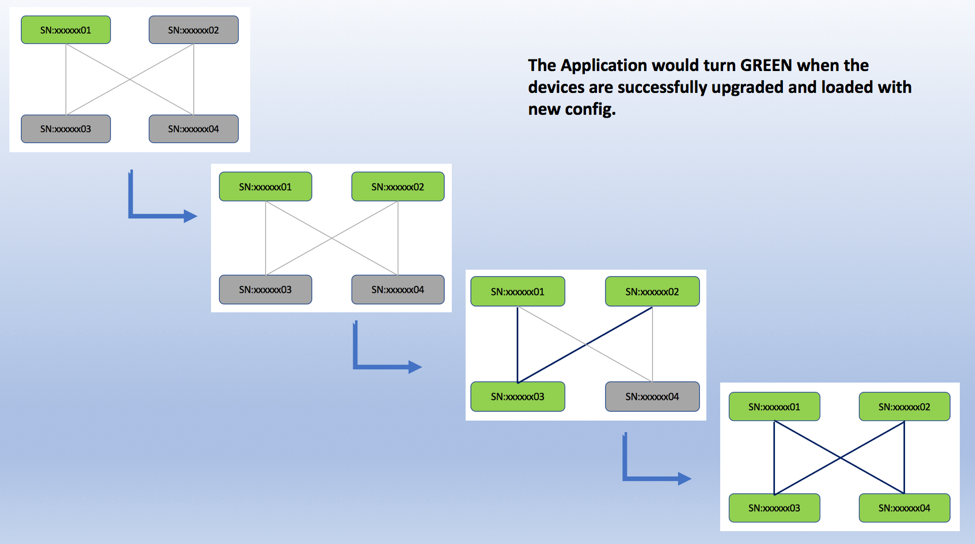 SN:xxxxxx01
SN:xxxxxx02
SN:xxxxxx03
SN:xxxxxx04
The Application would turn GREEN when the
devices are successfully upgraded and loaded with
new config.
SN:xxxxxx01
SN:xxxxxx02
SN:xxxxxx03
SN:xxxxxx04
SN:xxxxxx01
SN:xxxxxx02
SN:xxxxxx03
SN:xxxxxx04
SN:xxxxxx01
SN:xxxxxx02
SN:xxxxxx03
SN:xxxxxx04